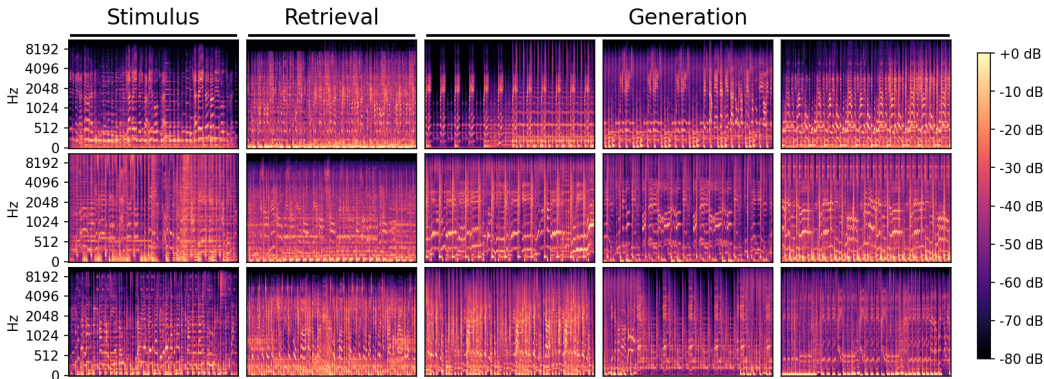 Stimulus Retrieval Generation
8192
4096
2048
1024
512
0
Hz
8192
4096
2048
1024
512
0
Hz
8192
4096
2048
1024
512
0
Hz
+0 dB
-10 dB
-20 dB
-30 dB
-40 dB
-50 dB
-60 dB
-70 dB
-80 dB